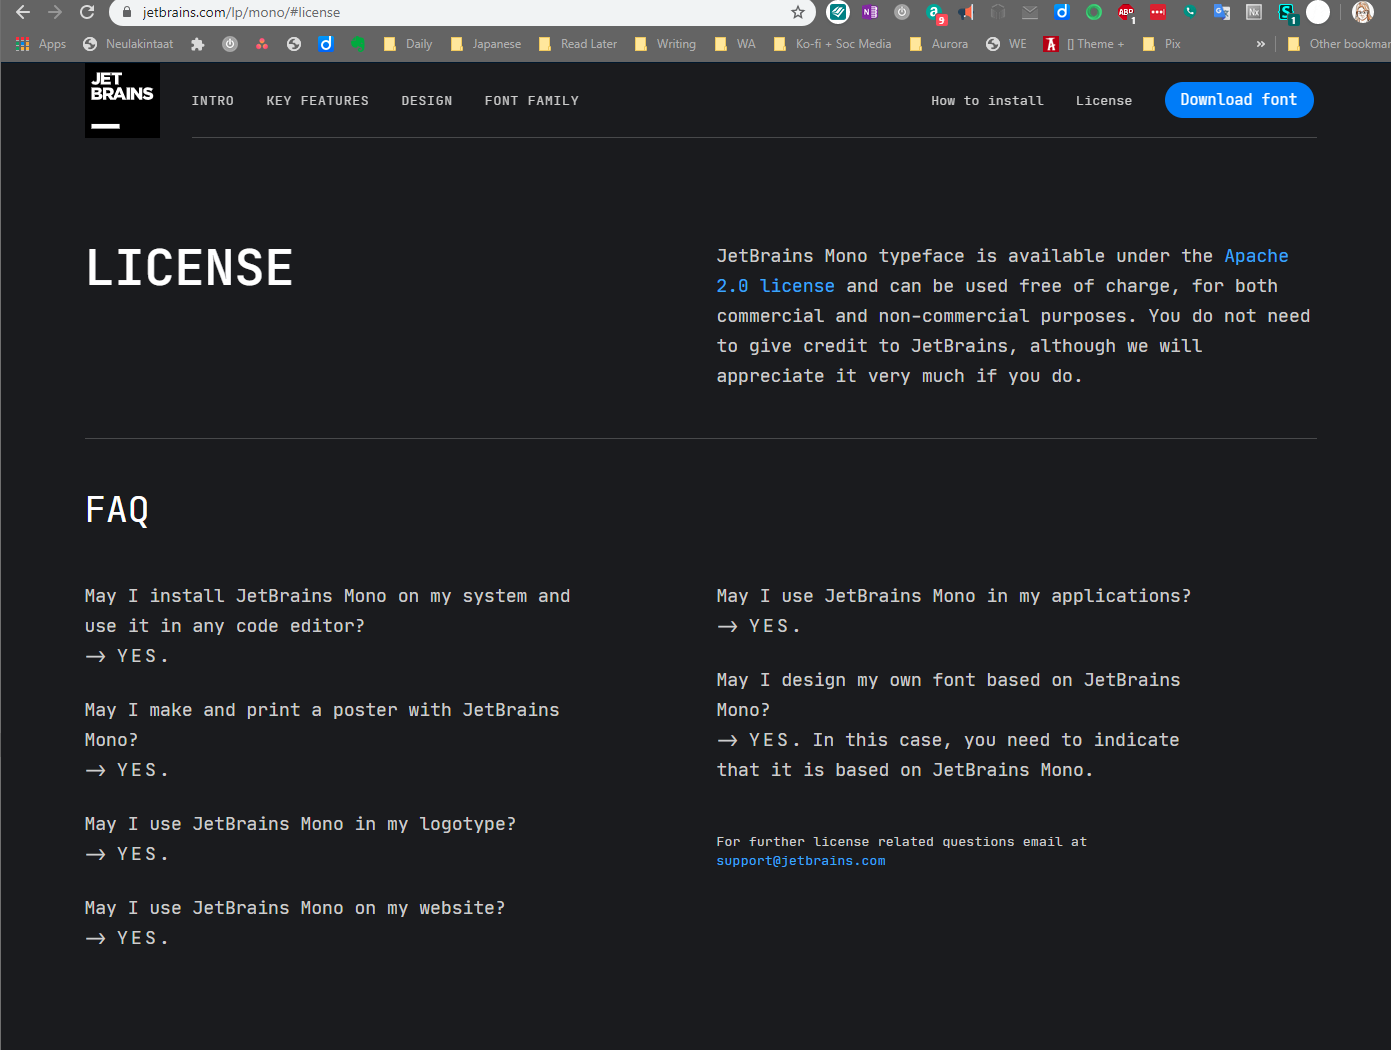 jetbrains.com/lp/mono/#license
9
ABP
1
Nx
1
Apps
Neulakintaat
Daily
Japanese
Read Later
Writing
WA
Ko-fi + Soc Media
Aurora
WE
[] Theme +
Pix
»
Other bookmar
JET
BRAINS
INTRO
KEY FEATURES
DESIGN
FONT FAMILY
How to install
License
Download font
LICENSE
JetBrains Mono typeface is available under the Apache
2.0 license and can be used free of charge, for both
commercial and non-commercial purposes. You do not need
to give credit to JetBrains, although we will
appreciate it very much if you do.
FAQ
May I install JetBrains Mono on my system and
use it in any code editor?
→ YES.
May I make and print a poster with JetBrains
Mono?
→ YES.
May I use JetBrains Mono in my logotype?
→ YES.
May I use JetBrains Mono on my website?
→ YES.
May I use JetBrains Mono in my applications?
→ YES.
May I design my own font based on JetBrains
Mono?
→ YES. In this case, you need to indicate
that it is based on JetBrains Mono.
For further license related questions email at
support@jetbrains.com